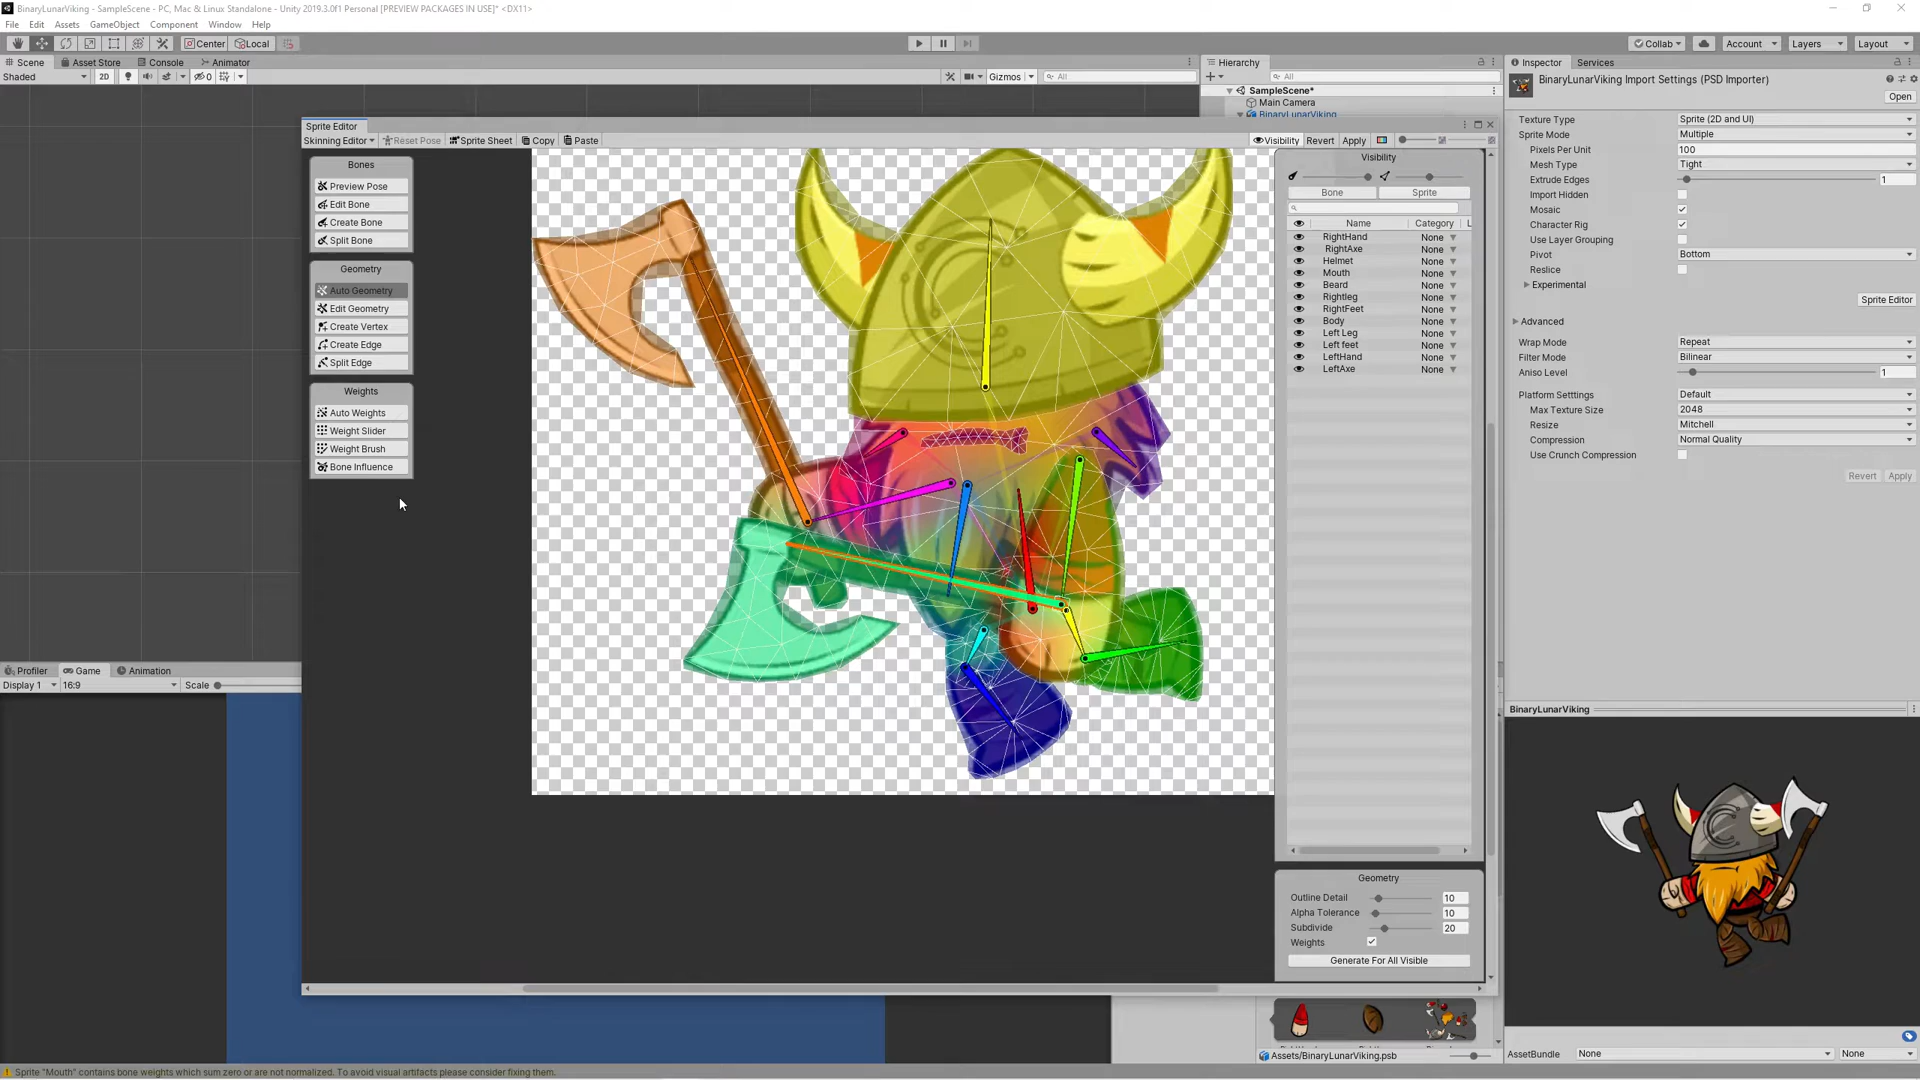 BinaryLunarViking - SampleScene - PC, Mac & Linux Standalone - Unity 2019.3.0f1 Personal [PREVIEW PACKAGES IN USE]* <DX11>
File Edit Assets GameObject Component Window Help
Center Local Collab Account Layers Layout
Scene Asset Store Console Animator
Shaded 2D 0 Gizmos All
Hierarchy
All
SampleScene*
Main Camera
BinaryLunarViking
Inspector Services
BinaryLunarViking Import Settings (PSD Importer)
Open
Texture Type Sprite (2D and UI)
Sprite Mode Multiple
Pixels Per Unit 100
Mesh Type Tight
Extrude Edges 1
Import Hidden
Mosaic
Character Rig
Use Layer Grouping
Pivot Bottom
Reslice
Experimental
Sprite Editor
Advanced
Wrap Mode Repeat
Filter Mode Bilinear
Aniso Level 1
Platform Setttings Default
Max Texture Size 2048
Resize Mitchell
Compression Normal Quality
Use Crunch Compression
Revert Apply
Sprite Editor
Skinning Editor Reset Pose Sprite Sheet Copy Paste Visibility Revert Apply
Bones
Preview Pose
Edit Bone
Create Bone
Split Bone
Geometry
Auto Geometry
Edit Geometry
Create Vertex
Create Edge
Split Edge
Weights
Auto Weights
Weight Slider
Weight Brush
Bone Influence
Visibility
Bone Sprite
Name Category L
RightHand None
RightAxe None
Helmet None
Mouth None
Beard None
Rightleg None
RightFeet None
Body None
Left Leg None
Left feet None
LeftHand None
LeftAxe None
Geometry
Outline Detail 10
Alpha Tolerance 10
Subdivide 20
Weights
Generate For All Visible
Profiler Game Animation
Display 1 16:9 Scale
BinaryLunarViking
Assets/BinaryLunarViking.psb
AssetBundle None None
Sprite "Mouth" contains bone weights which sum zero or are not normalized. To avoid visual artifacts please consider fixing them.